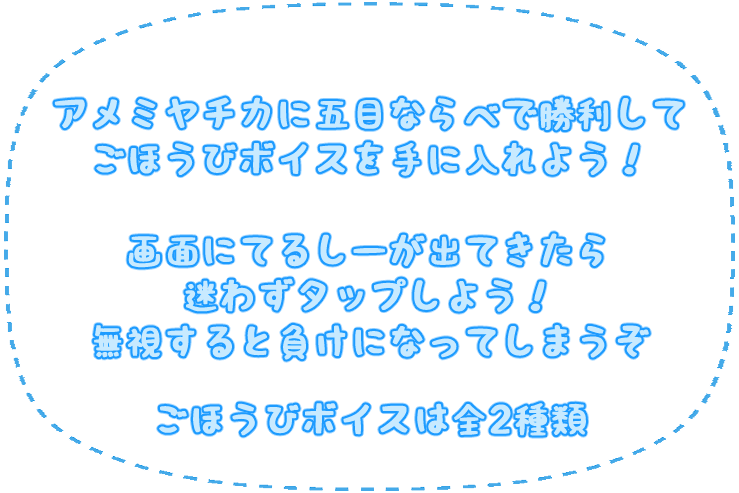 アメミヤチカに五目ならべで勝利して
ごほうびボイスを手に入れよう！
画面にてるしーが出てきたら
迷わずタップしよう！
無視すると負けになってしまうぞ
ごほうびボイスは全2種類